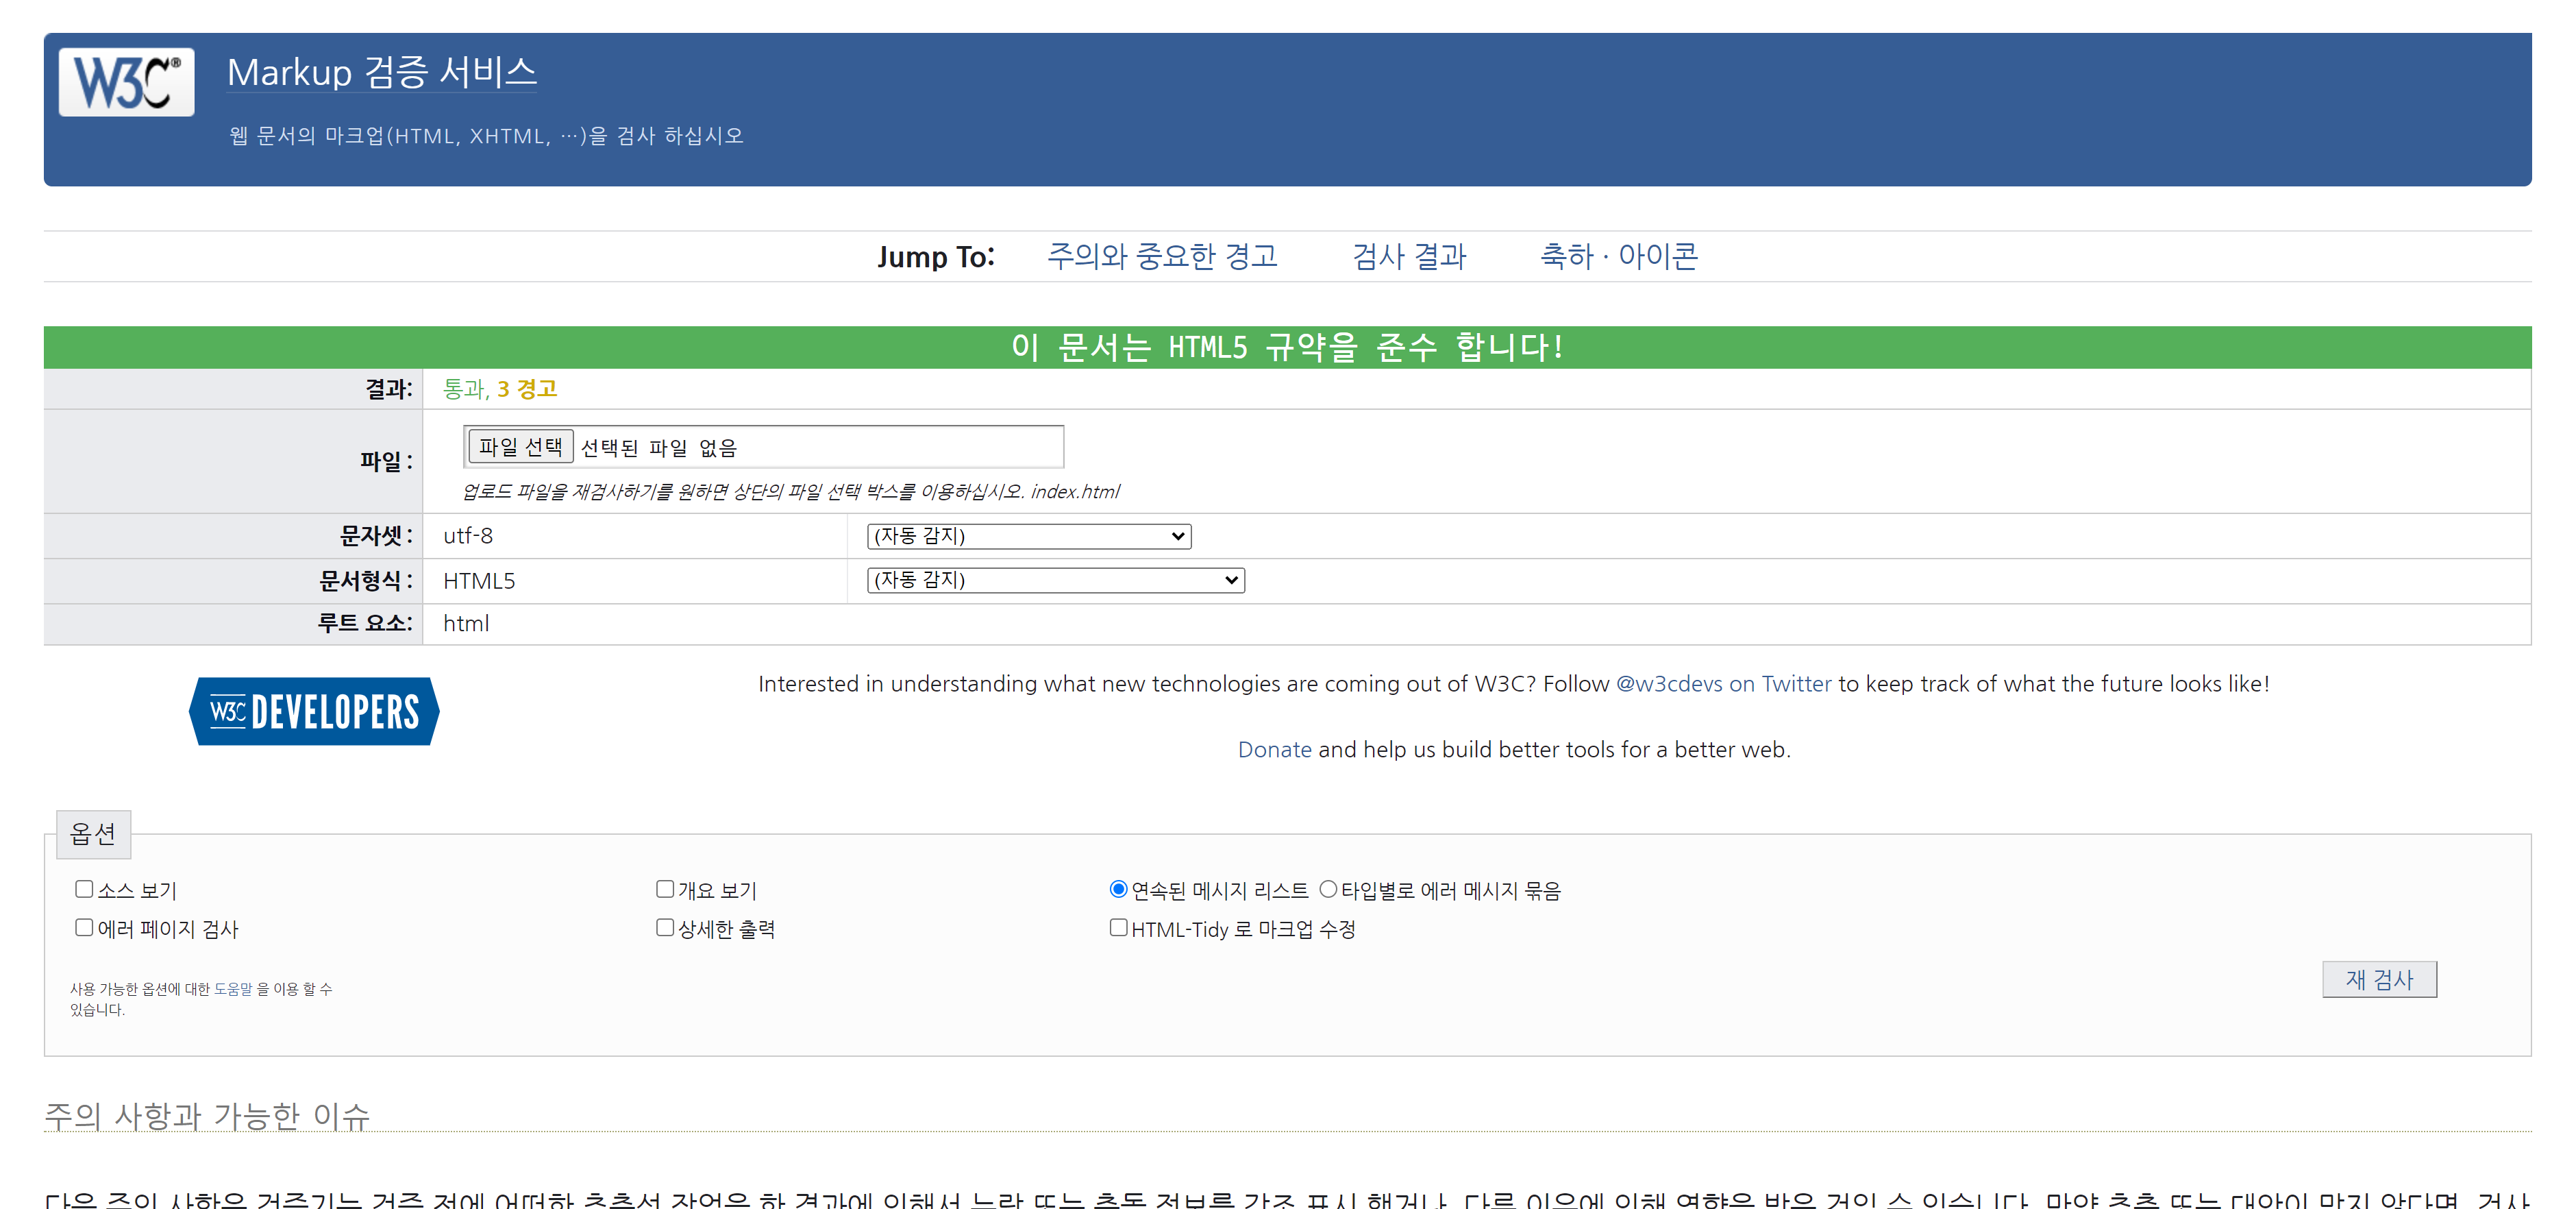 W3C®
Markup 검증 서비스
웹 문서의 마크업(HTML, XHTML, …)을 검사 하십시오
Jump To: 주의와 중요한 경고 검사 결과 축하 · 아이콘
이 문서는 HTML5 규약을 준수 합니다!
결과: 통과, 3 경고
파일 : 파일 선택 선택된 파일 없음
업로드 파일을 재검사하기를 원하면 상단의 파일 선택 박스를 이용하십시오. index.html
문자셋 : utf-8 (자동 감지)
문서형식 : HTML5 (자동 감지)
루트 요소: html
W3C DEVELOPERS
Interested in understanding what new technologies are coming out of W3C? Follow @w3cdevs on Twitter to keep track of what the future looks like!
Donate and help us build better tools for a better web.
옵션
소스 보기 개요 보기 연속된 메시지 리스트 타입별로 에러 메시지 묶음
에러 페이지 검사 상세한 출력 HTML-Tidy 로 마크업 수정
사용 가능한 옵션에 대한 도움말 을 이용 할 수
있습니다.
재 검사
주의 사항과 가능한 이슈